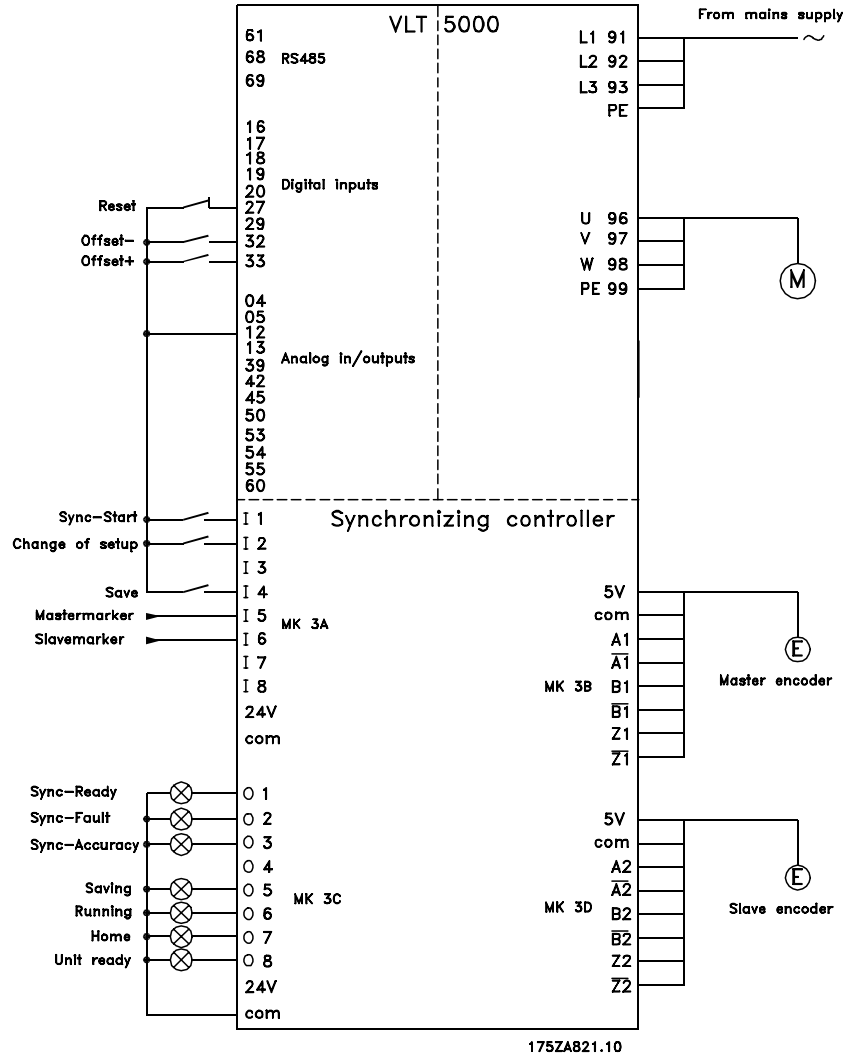 VLT 5000
From mains supply
61
68 RS485
69
16
17
18
19
20
27
29
32
33
Digital inputs
Reset
Offset-
Offset+
04
05
12
13
39
42
45
50
53
54
55
60
Analog in/outputs
L1 91
L2 92
L3 93
PE
U 96
V 97
W 98
PE 99
M
Synchronizing controller
Sync-Start I 1
Change of setup I 2
I 3
Save I 4
Mastermarker I 5
Slavemarker I 6
I 7
I 8
24V
com
MK 3A
5V
com
A1
A̅1̅
B1
B̅1̅
Z1
Z̅1̅
MK 3B
E
Master encoder
Sync-Ready O 1
Sync-Fault O 2
Sync-Accuracy O 3
O 4
Saving O 5
Running O 6
Home O 7
Unit ready O 8
24V
com
MK 3C
5V
com
A2
A̅2̅
B2
B̅2̅
Z2
Z̅2̅
MK 3D
E
Slave encoder
175ZA821.10